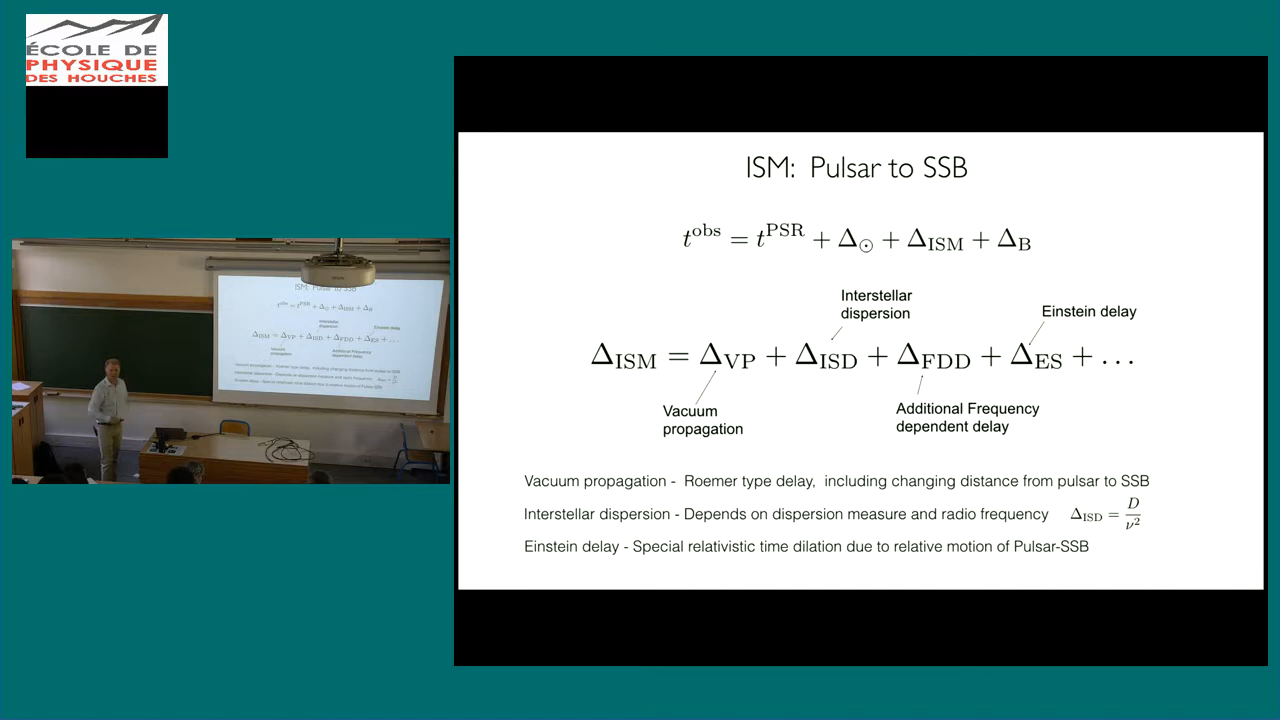 ÉCOLE DE
PHYSIQUE
DES HOUCHES
ISM: Pulsar to SSB
t^obs = t^PSR + Δ_⊙ + Δ_ISM + Δ_B
Interstellar
dispersion
Einstein delay
Δ_ISM = Δ_VP + Δ_ISD + Δ_FDD + Δ_ES + . . .
Vacuum
propagation
Additional Frequency
dependent delay
Vacuum propagation - Roemer type delay, including changing distance from pulsar to SSB
Interstellar dispersion - Depends on dispersion measure and radio frequency Δ_ISD = D/ν^2
Einstein delay - Special relativistic time dilation due to relative motion of Pulsar-SSB